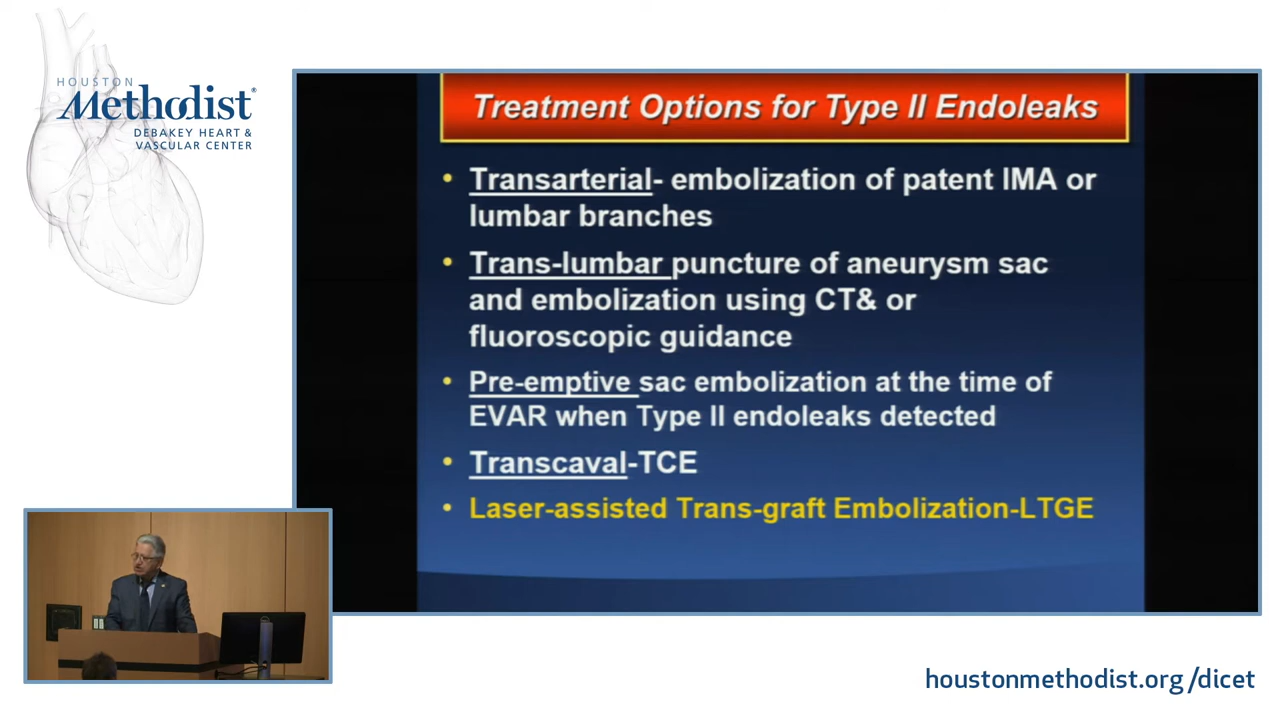 HOUSTON
Methodist®
DEBAKEY HEART &
VASCULAR CENTER
Treatment Options for Type II Endoleaks
• Transarterial- embolization of patent IMA or
lumbar branches
• Trans-lumbar puncture of aneurysm sac
and embolization using CT& or
fluoroscopic guidance
• Pre-emptive sac embolization at the time of
EVAR when Type II endoleaks detected
• Transcaval-TCE
• Laser-assisted Trans-graft Embolization-LTGE
houstonmethodist.org/dicet